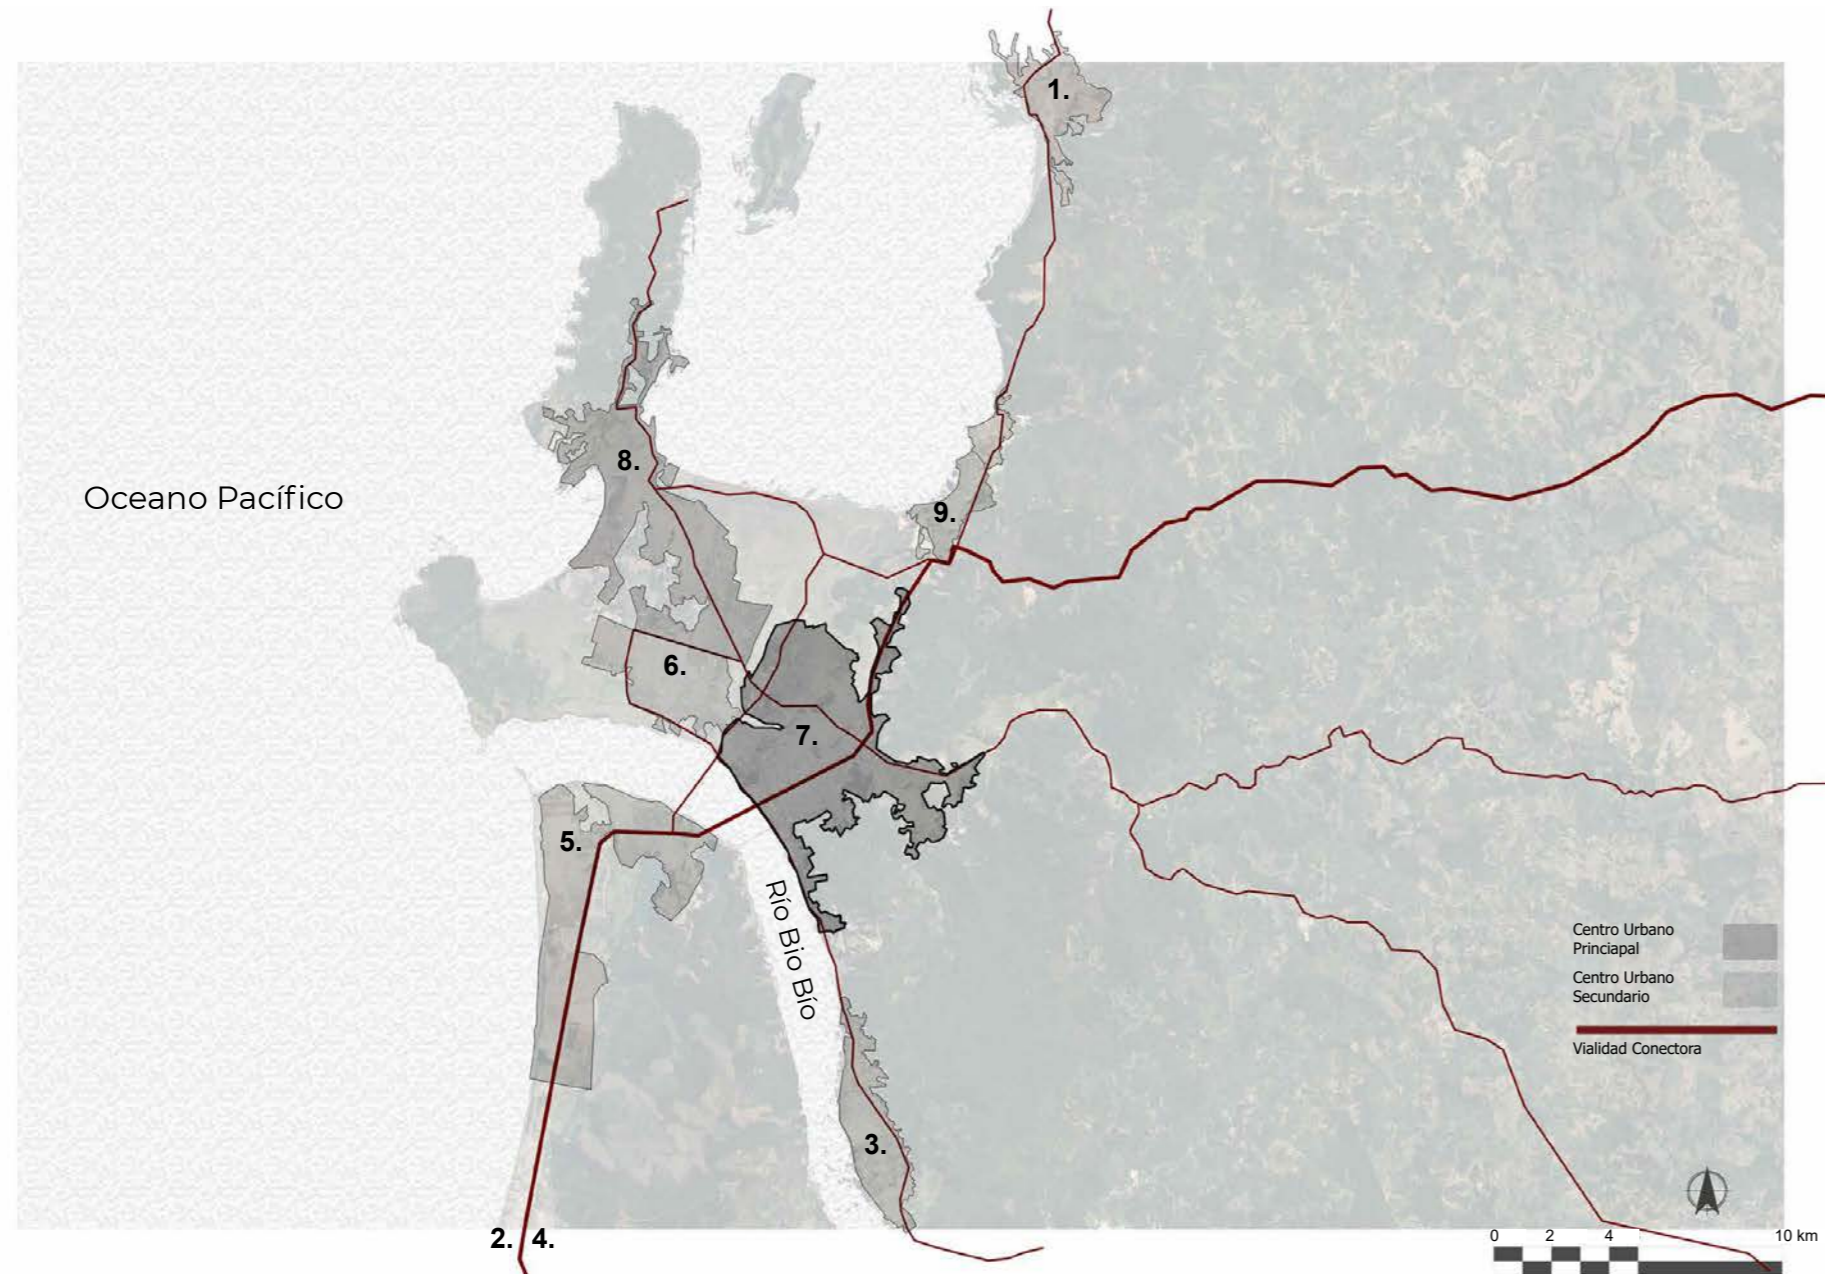 1.
8.
Oceano Pacífico
9.
6.
7.
5.
Río Bio Bío
Centro Urbano
Princiapal
Centro Urbano
Secundario
Vialidad Conectora
3.
2. 4.
0 2 4 10 km